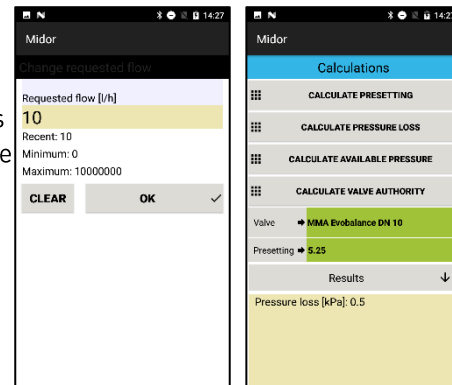 14:27
Midor
Change requested flow
Requested flow [l/h]
10
Recent: 10
Minimum: 0
Maximum: 10000000
CLEAR
OK
s
e
14:27
Midor
Calculations
CALCULATE PRESETTING
CALCULATE PRESSURE LOSS
CALCULATE AVAILABLE PRESSURE
CALCULATE VALVE AUTHORITY
Valve MMA Evobalance DN 10
Presetting 5.25
Results
Pressure loss [kPa]: 0.5